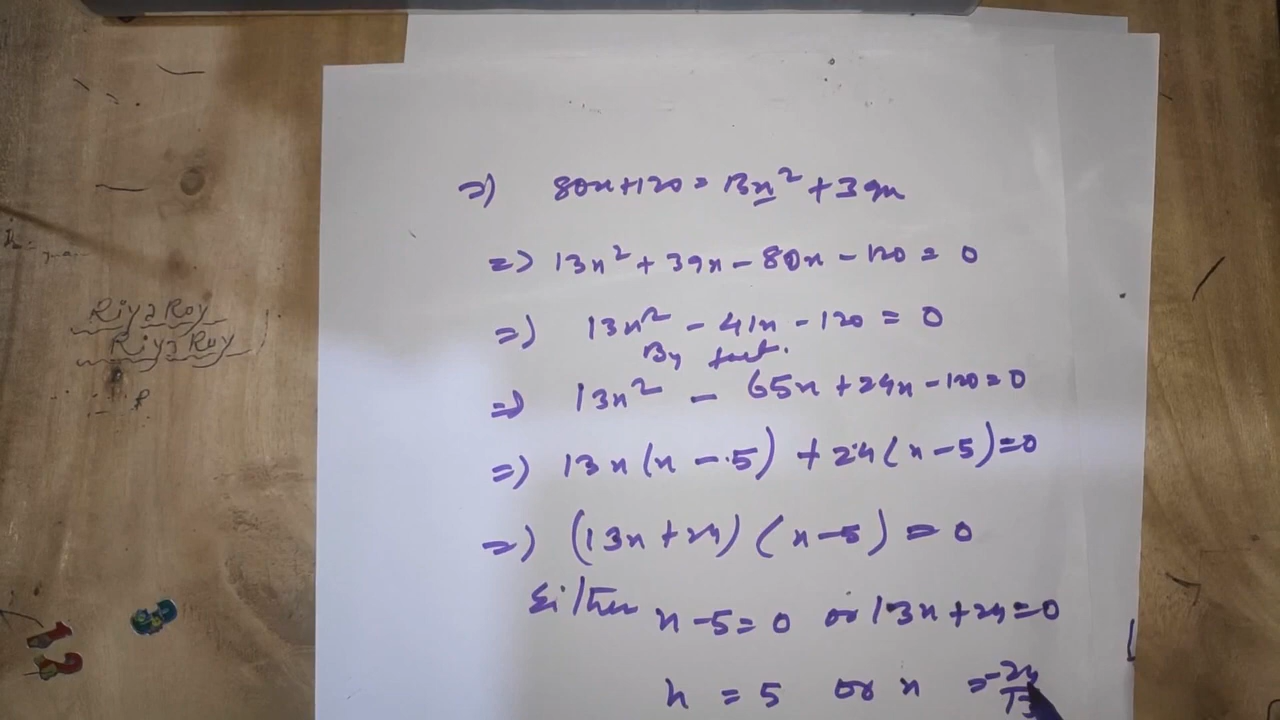 => 80x+120 = 13x² + 39x
=> 13x² + 39x - 80x - 120 = 0
=> 13x² - 41x - 120 = 0
By fact.
=> 13x² - 65x + 24x - 120 = 0
=> 13x(x - 5) + 24(x - 5) = 0
=> (13x + 24) (x - 5) = 0
Either x - 5 = 0 or 13x + 24 = 0
x = 5 or x = -24/13
Riya Roy
Riya Roy